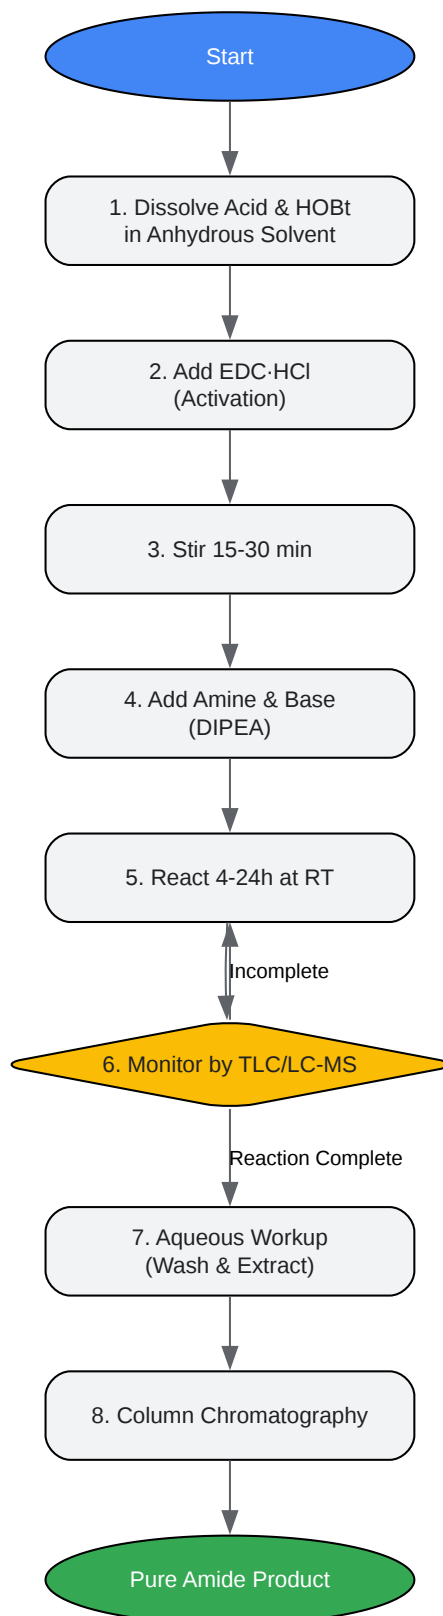 Start
1. Dissolve Acid & HOBt
in Anhydrous Solvent
2. Add EDC·HCl
(Activation)
3. Stir 15-30 min
4. Add Amine & Base
(DIPEA)
5. React 4-24h at RT
Incomplete
6. Monitor by TLC/LC-MS
Reaction Complete
7. Aqueous Workup
(Wash & Extract)
8. Column Chromatography
Pure Amide Product